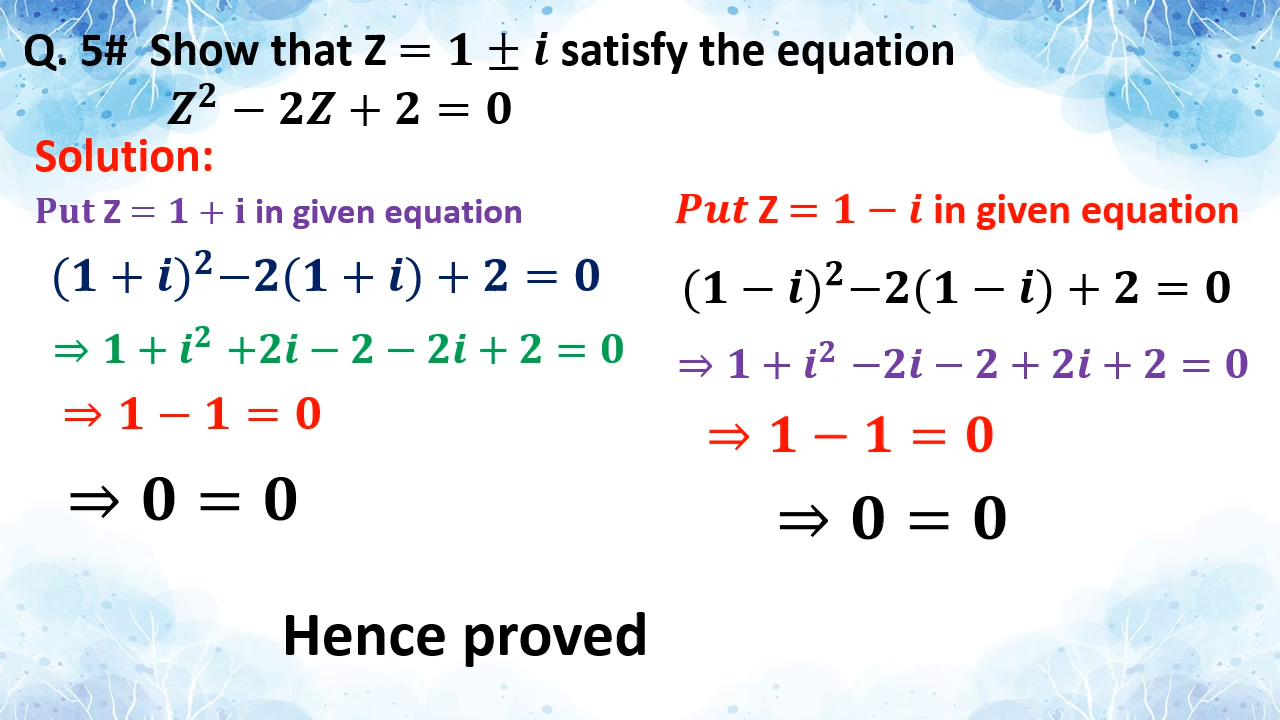 Q. 5#  Show that Z = 1 ± i satisfy the equation
Z² − 2Z + 2 = 0
Solution:
Put Z = 1 + i in given equation
(1 + i)²−2(1 + i) + 2 = 0
⇒ 1 + i² +2i − 2 − 2i + 2 = 0
⇒ 1 − 1 = 0
⇒ 0 = 0
Put Z = 1 − i in given equation
(1 − i)²−2(1 − i) + 2 = 0
⇒ 1 + i² −2i − 2 + 2i + 2 = 0
⇒ 1 − 1 = 0
⇒ 0 = 0
Hence proved